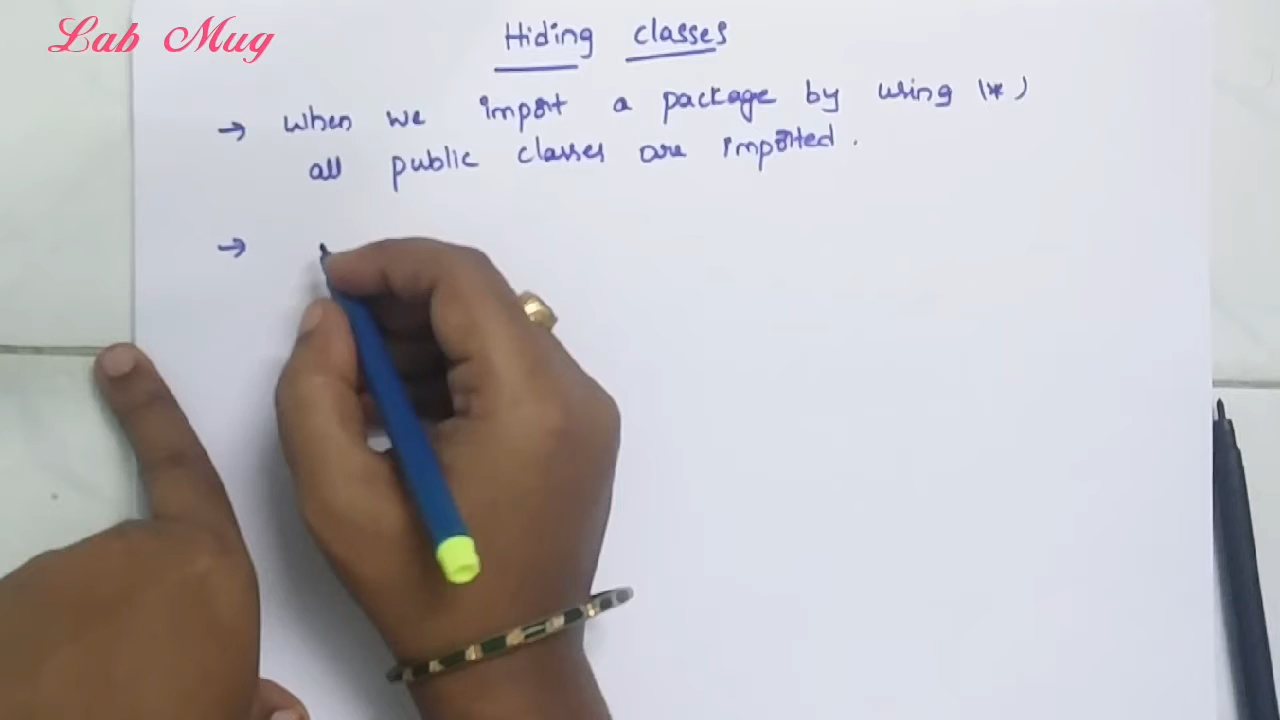 Lab Mug
Hiding classes
→ when we import a package by using (*)
all public classes are imported.
→